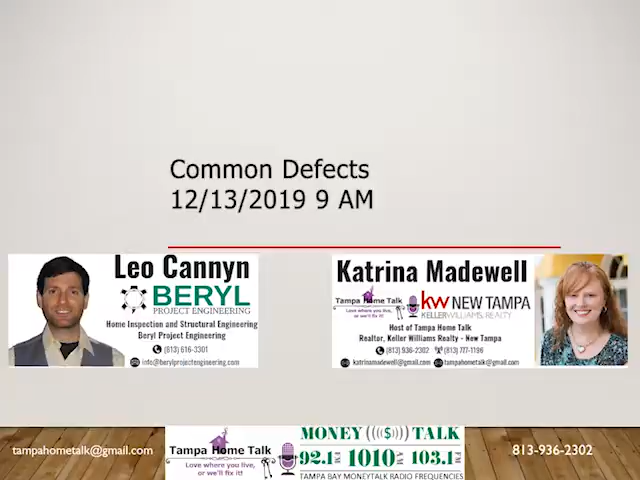 Common Defects
12/13/2019 9 AM
Leo Cannyn
BERYL
PROJECT ENGINEERING
Home Inspection and Structural Engineering
Beryl Project Engineering
(813) 616-3301
info@berylprojectengineering.com
Katrina Madewell
Tampa Home Talk
Love where you live,
or we'll fix it!
kw NEW TAMPA
KELLERWILLIAMS. REALTY
Host of Tampa Home Talk
Realtor, Keller Williams Realty - New Tampa
(813) 936-2302 (813) 777-1196
katrinamadewell@gmail.com tampahometalk@gmail.com
tampahometalk@gmail.com
Tampa Home Talk
Love where you live,
or we'll fix it!
MONEY ((($))) TALK
92.1 FM 1010 AM 103.1 FM
TAMPA BAY MONEYTALK RADIO FREQUENCIES
813-936-2302